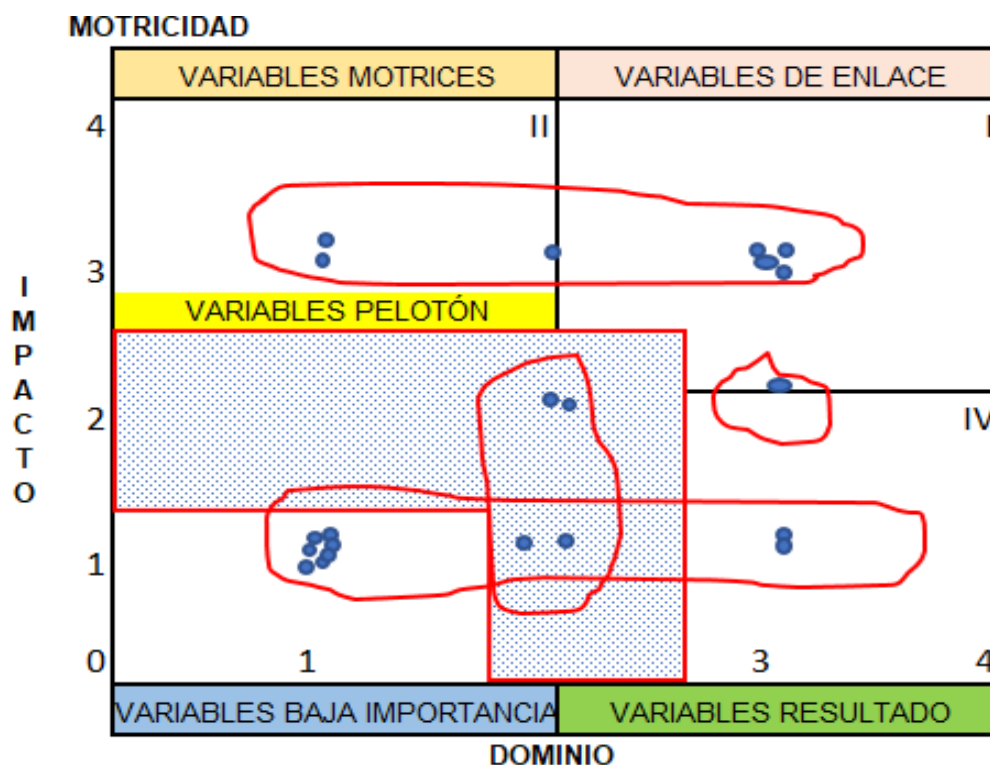 MOTRICIDAD
VARIABLES MOTRICES
VARIABLES DE ENLACE
4
II
I
3
IMPACTO
VARIABLES PELOTÓN
2
IV
1
0
1
3
4
VARIABLES BAJA IMPORTANCIA
VARIABLES RESULTADO
DOMINIO